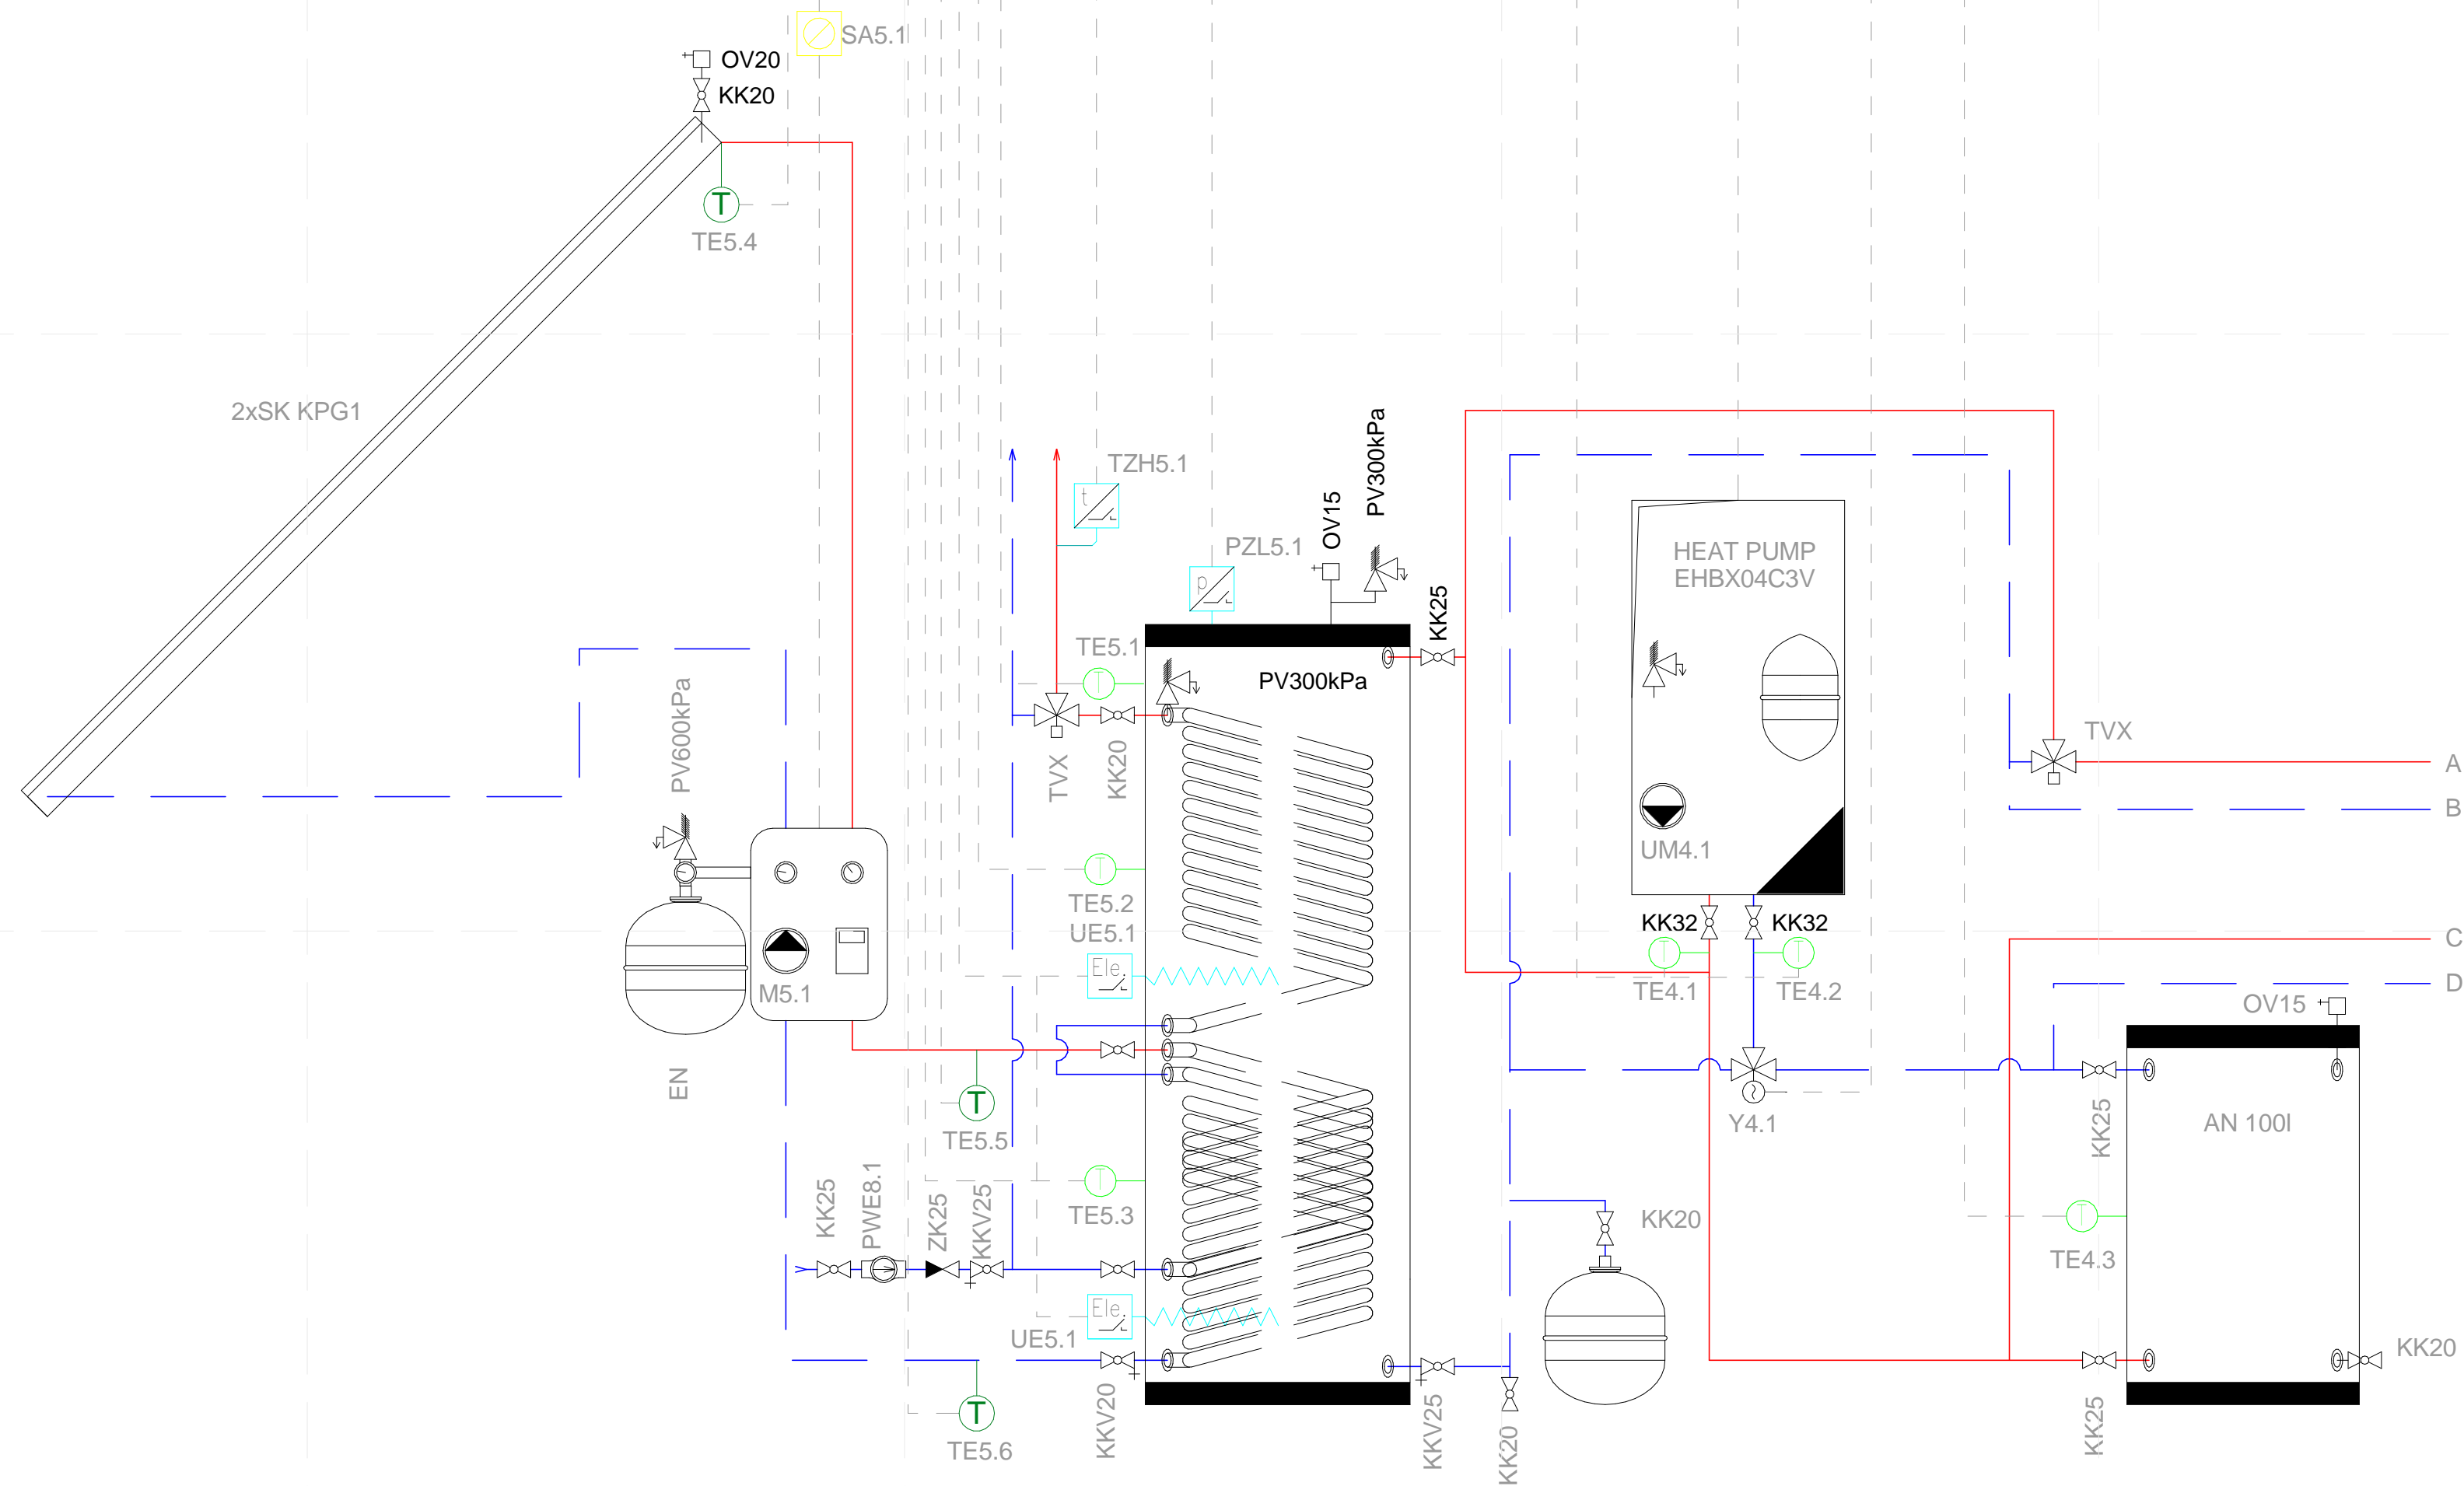 SA5.1
OV20
KK20
T
TE5.4
2xSK KPG1
TZH5.1
t
PV300kPa
OV15
PZL5.1
p
KK25
HEAT PUMP
EHBX04C3V
TE5.1
T
PV300kPa
PV600kPa
TVX
KK20
TVX
A
B
UM4.1
T
TE5.2
UE5.1
Ele.
KK32
KK32
T
T
TE4.1
TE4.2
C
D
M5.1
OV15
EN
T
TE5.5
Y4.1
KK25
AN 100l
T
TE5.3
KK25
PWE8.1
ZK25
KKV25
KK20
T
TE4.3
Ele.
UE5.1
KK20
T
TE5.6
KKV20
KKV25
KK20
KK25